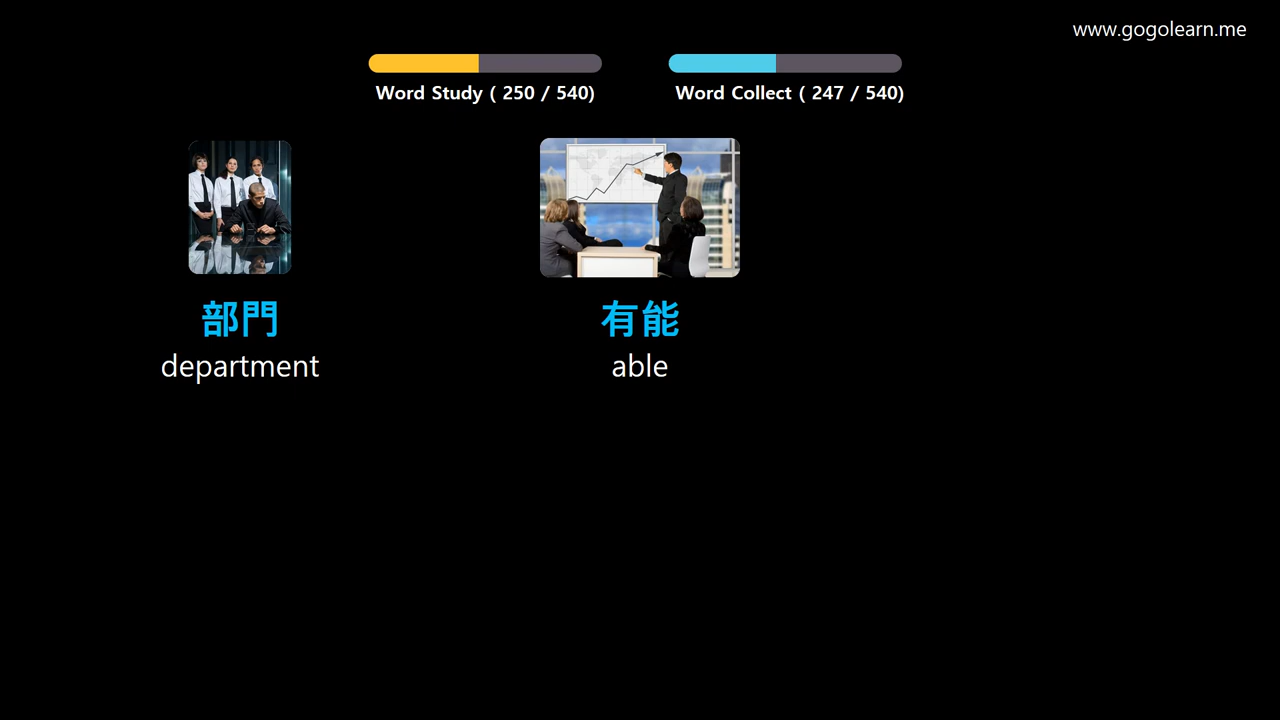 www.gogolearn.me
Word Study ( 250 / 540)
Word Collect ( 247 / 540)
部門
department
有能
able